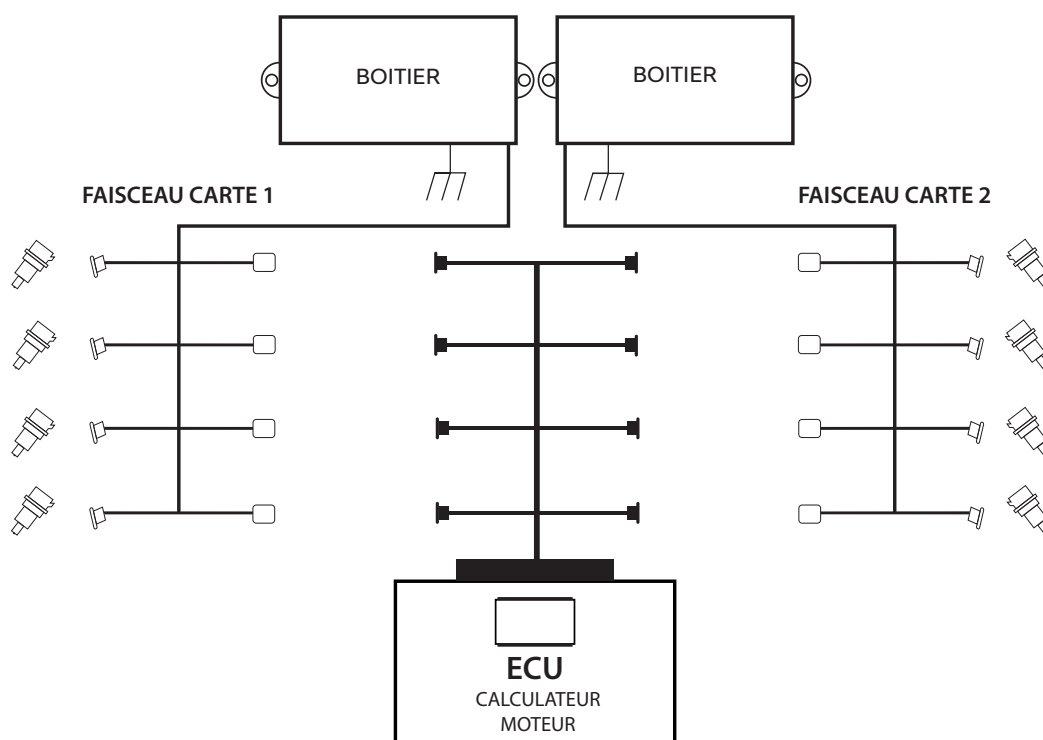 BOITIER
BOITIER
FAISCEAU CARTE 1
FAISCEAU CARTE 2
ECU
CALCULATEUR
MOTEUR